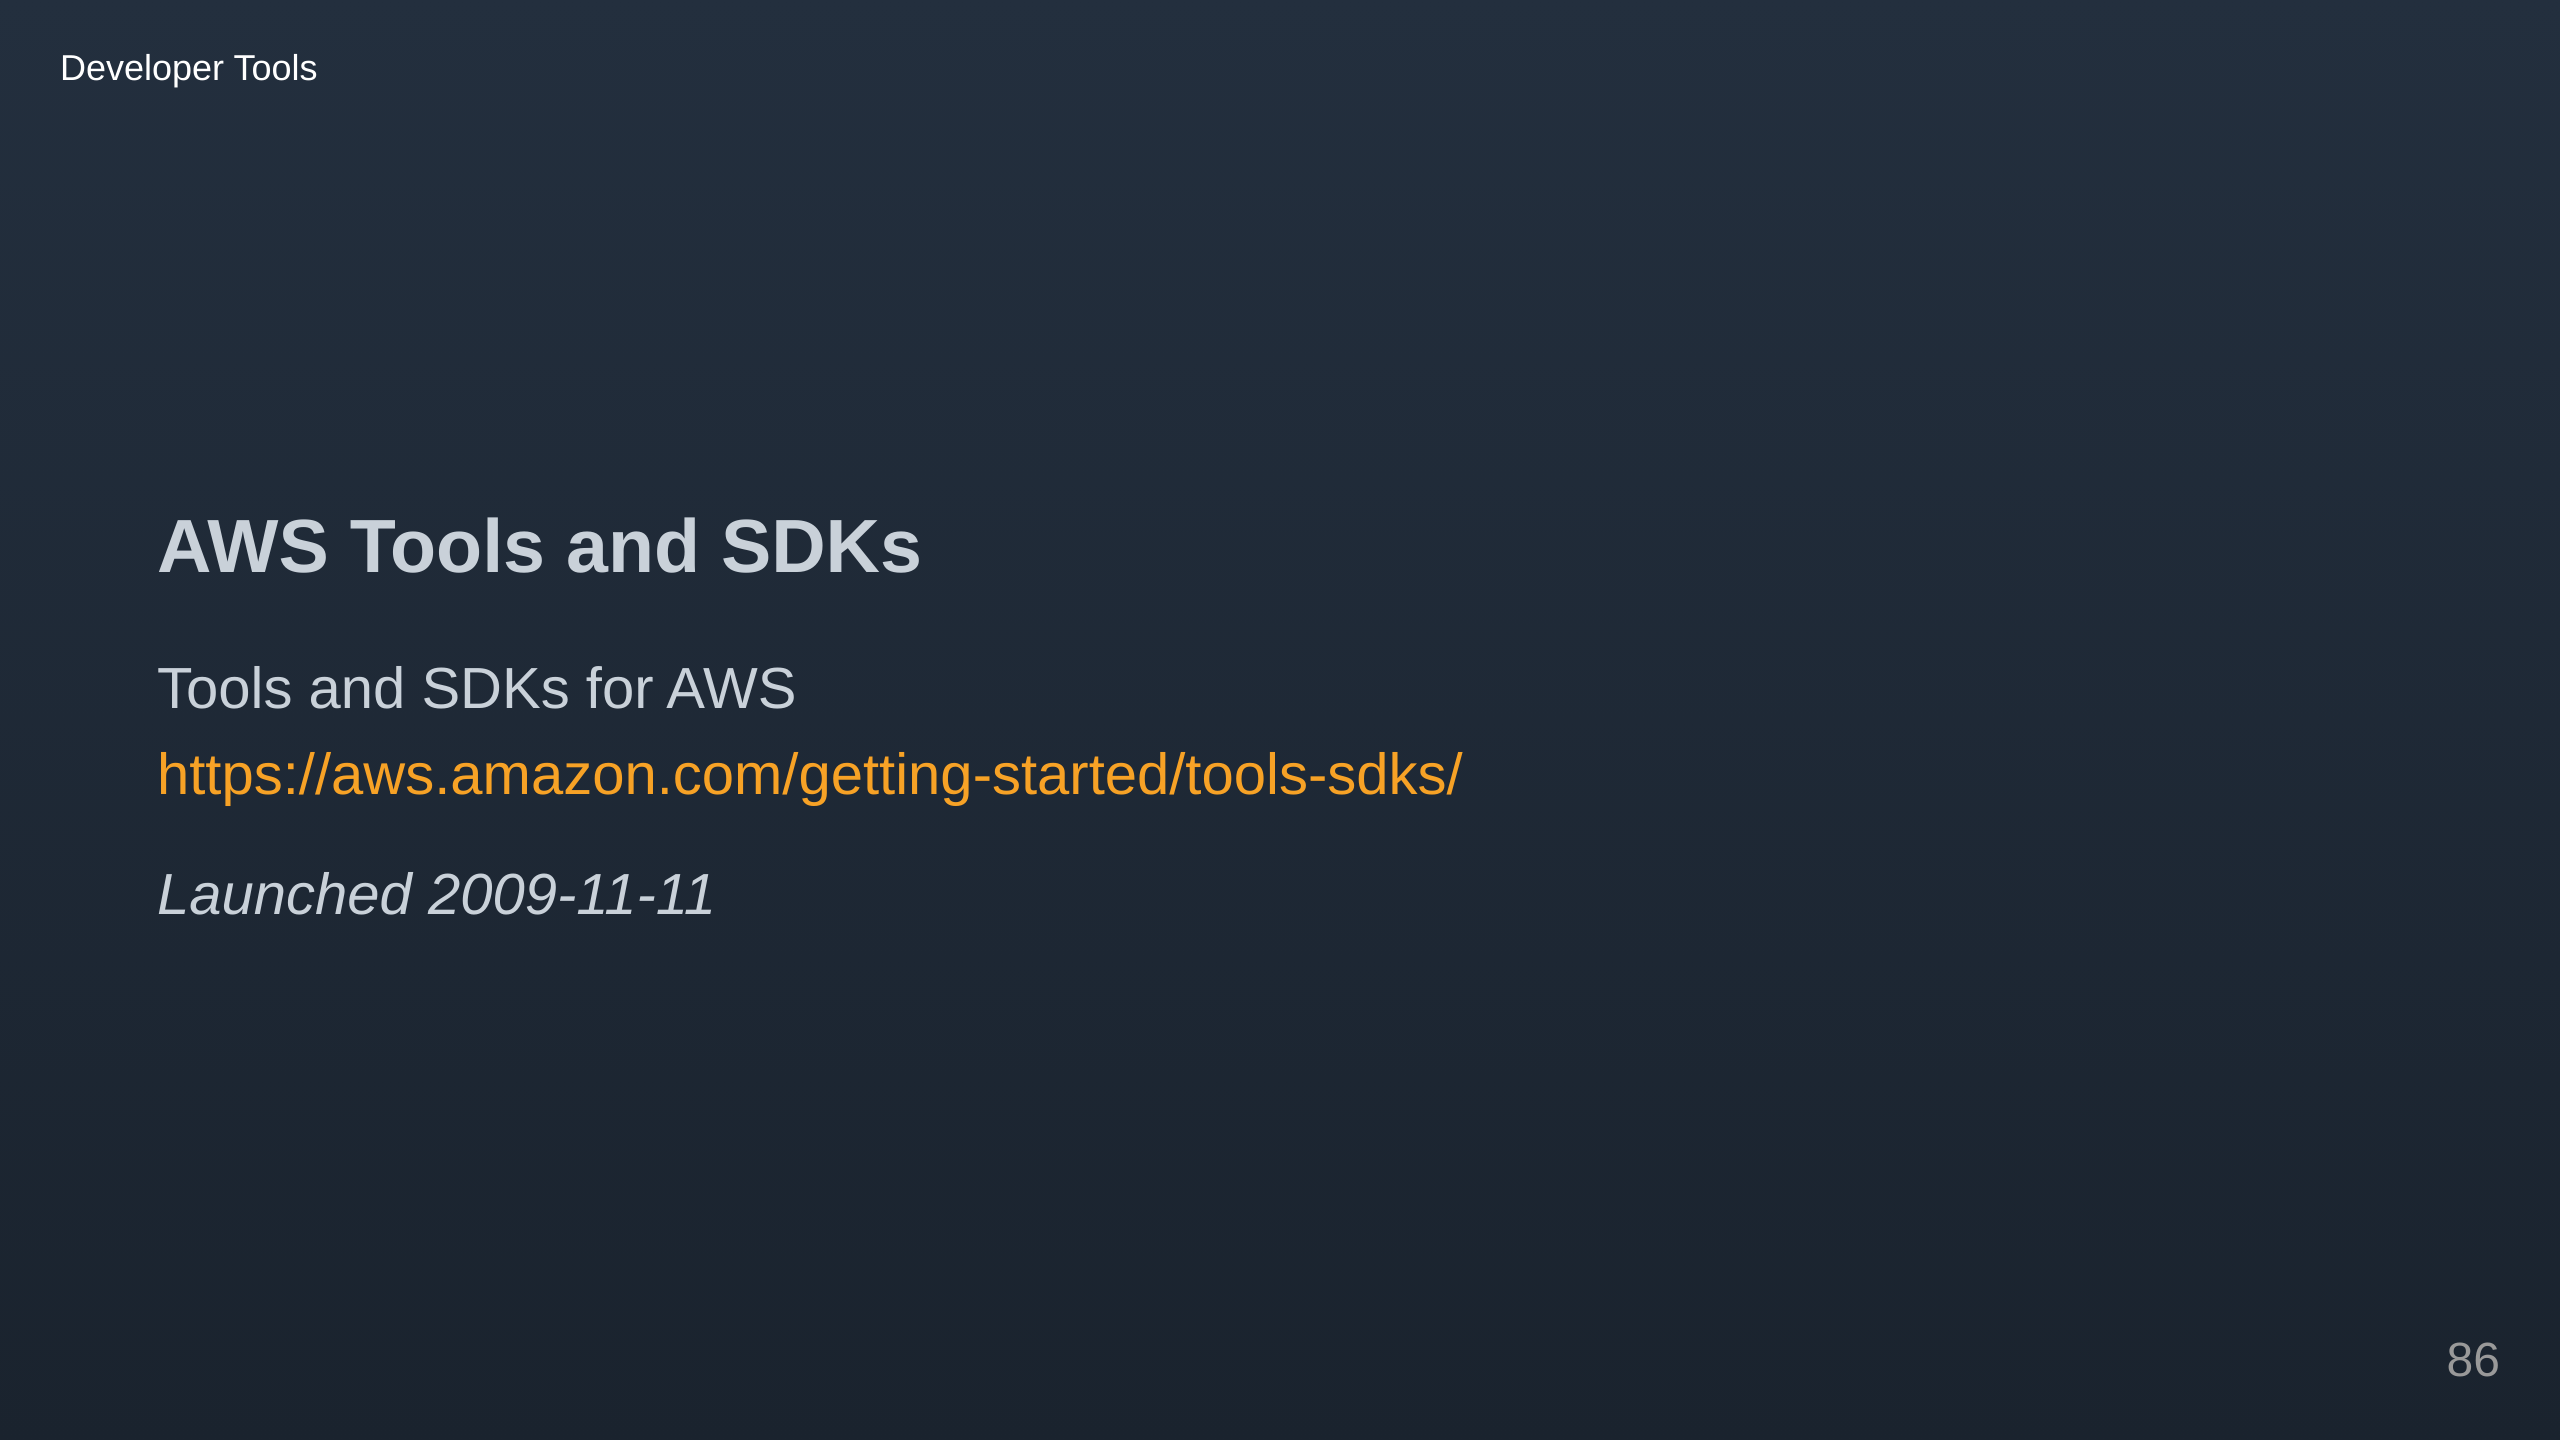 Developer Tools
AWS Tools and SDKs
Tools and SDKs for AWS
https://aws.amazon.com/getting-started/tools-sdks/
Launched 2009-11-11
86